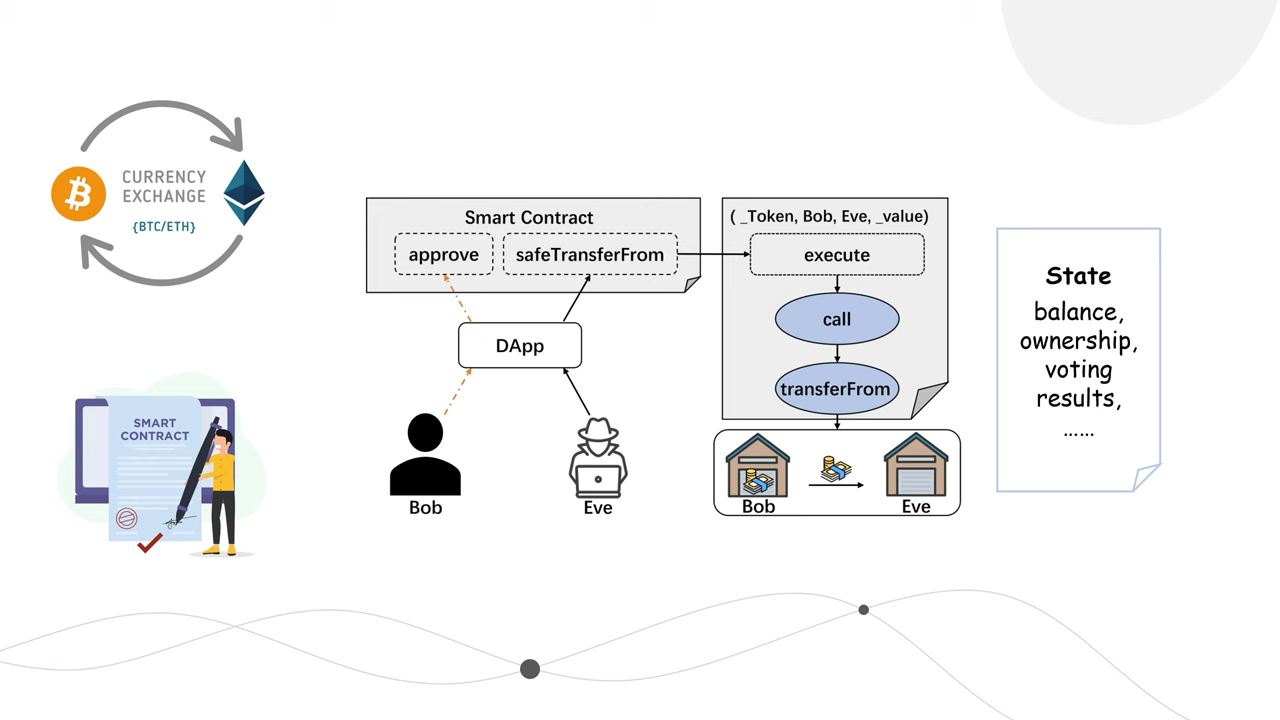 CURRENCY
EXCHANGE
{BTC/ETH}
SMART
CONTRACT
Smart Contract
approve
safeTransferFrom
DApp
Bob
Eve
( _Token, Bob, Eve, _value)
execute
call
transferFrom
Bob
Eve
State
balance,
ownership,
voting
results,
……